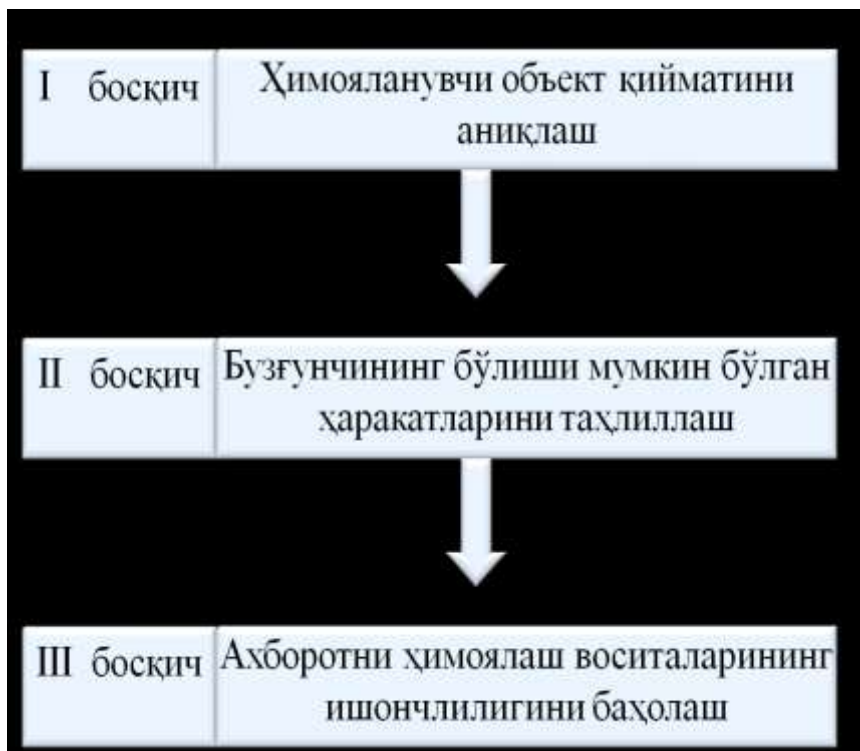 I босқич
Ҳимояланувчи объект қийматини
аниқлаш
II босқич
Бузғунчининг бўлиши мумкин бўлган
ҳаракатларини таҳлиллаш
III босқич
Ахборотни ҳимоялаш воситаларининг
ишончлилигини баҳолаш